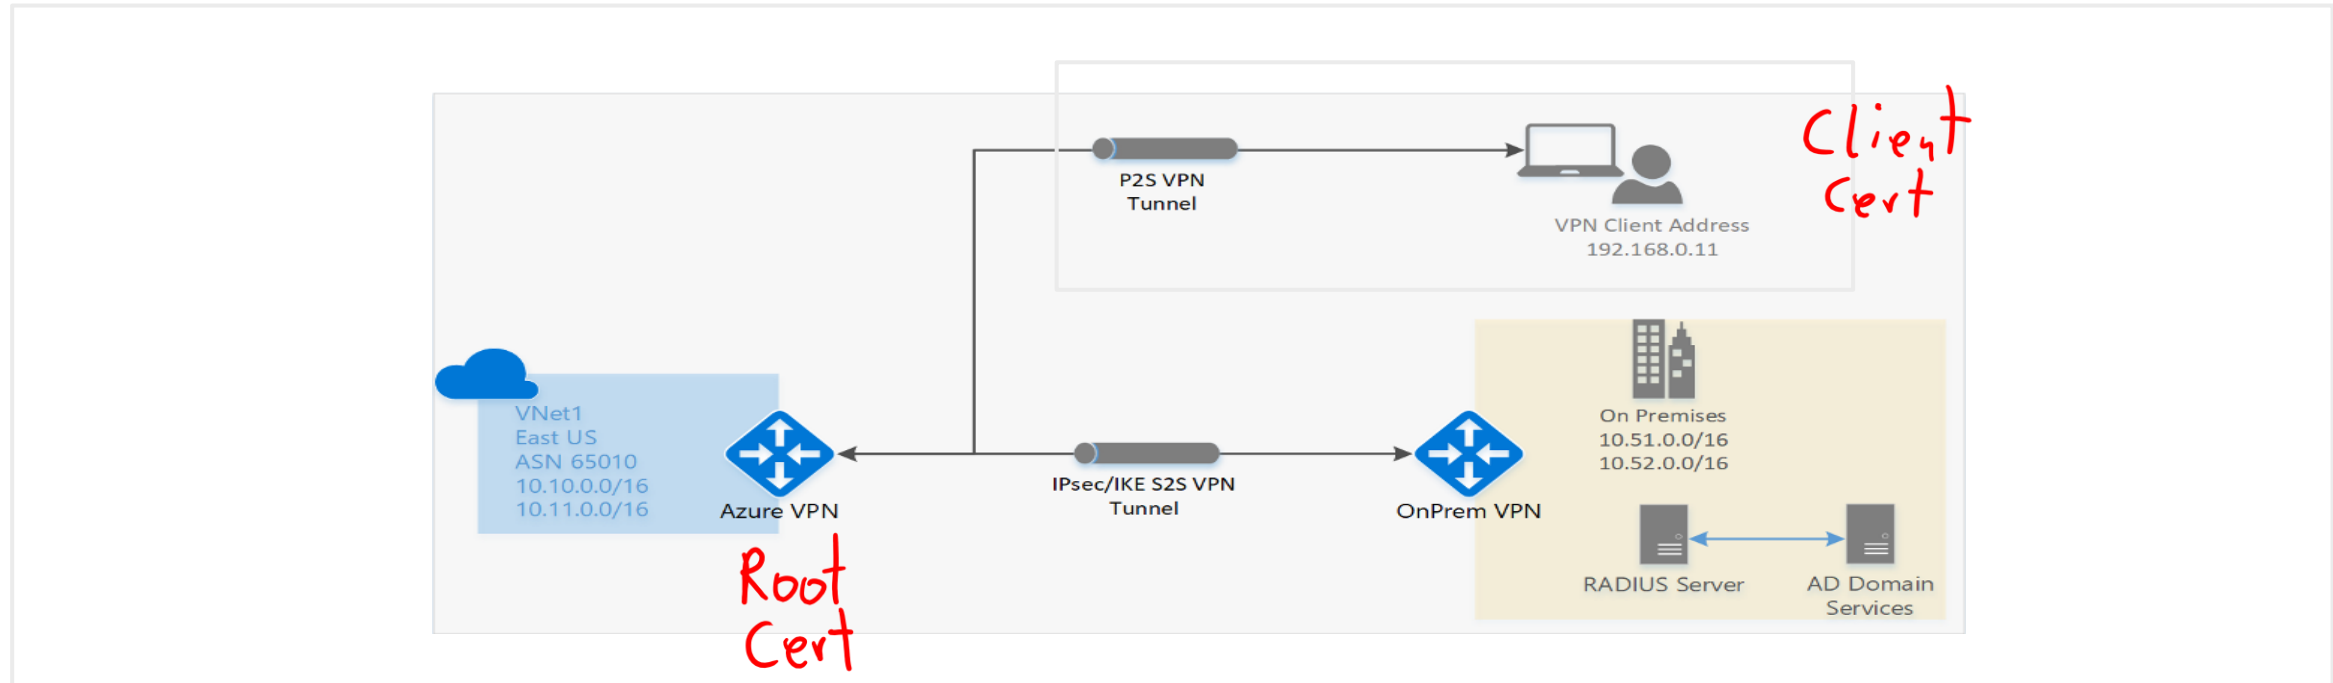 P2S VPN
Tunnel
Client
Cert
VPN Client Address
192.168.0.11
VNet1
East US
ASN 65010
10.10.0.0/16
10.11.0.0/16
Azure VPN
Root
Cert
IPsec/IKE S2S VPN
Tunnel
OnPrem VPN
On Premises
10.51.0.0/16
10.52.0.0/16
RADIUS Server
AD Domain
Services